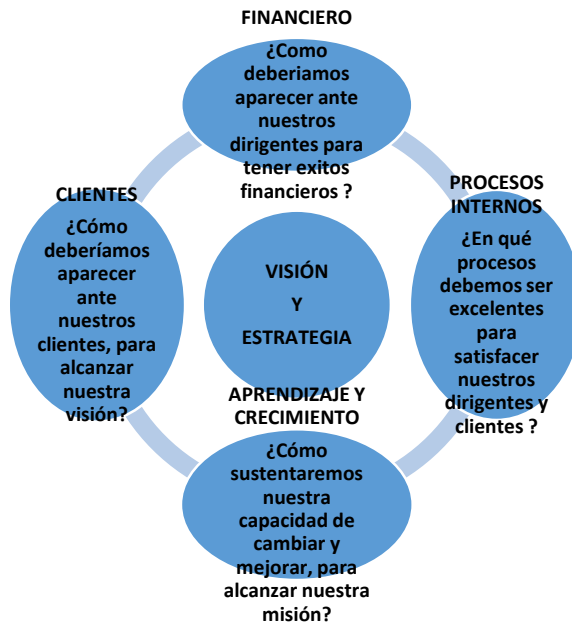 FINANCIERO
¿Como
deberiamos
aparecer ante
nuestros
dirigentes para
tener exitos
financieros ?
CLIENTES
¿Cómo
deberíamos
aparecer
ante
nuestros
clientes, para
alcanzar
nuestra
visión?
VISIÓN
Y
ESTRATEGIA
PROCESOS
INTERNOS
¿En qué
procesos
debemos ser
excelentes
para
satisfacer
nuestros
dirigentes y
clientes ?
APRENDIZAJE Y
CRECIMIENTO
¿Cómo
sustentaremos
nuestra
capacidad de
cambiar y
mejorar, para
alcanzar nuestra
misión?